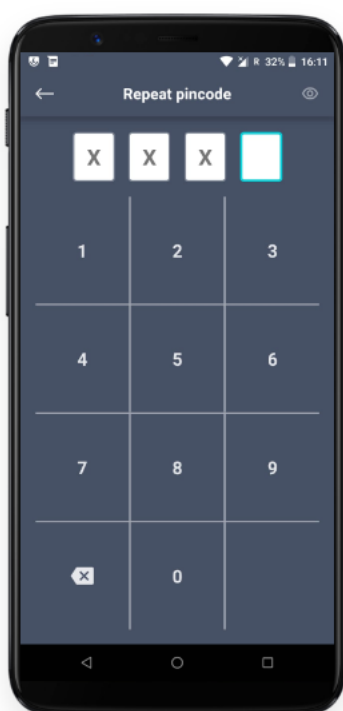 R 32% 16:11
Repeat pincode
X X X
1 2 3
4 5 6
7 8 9
0